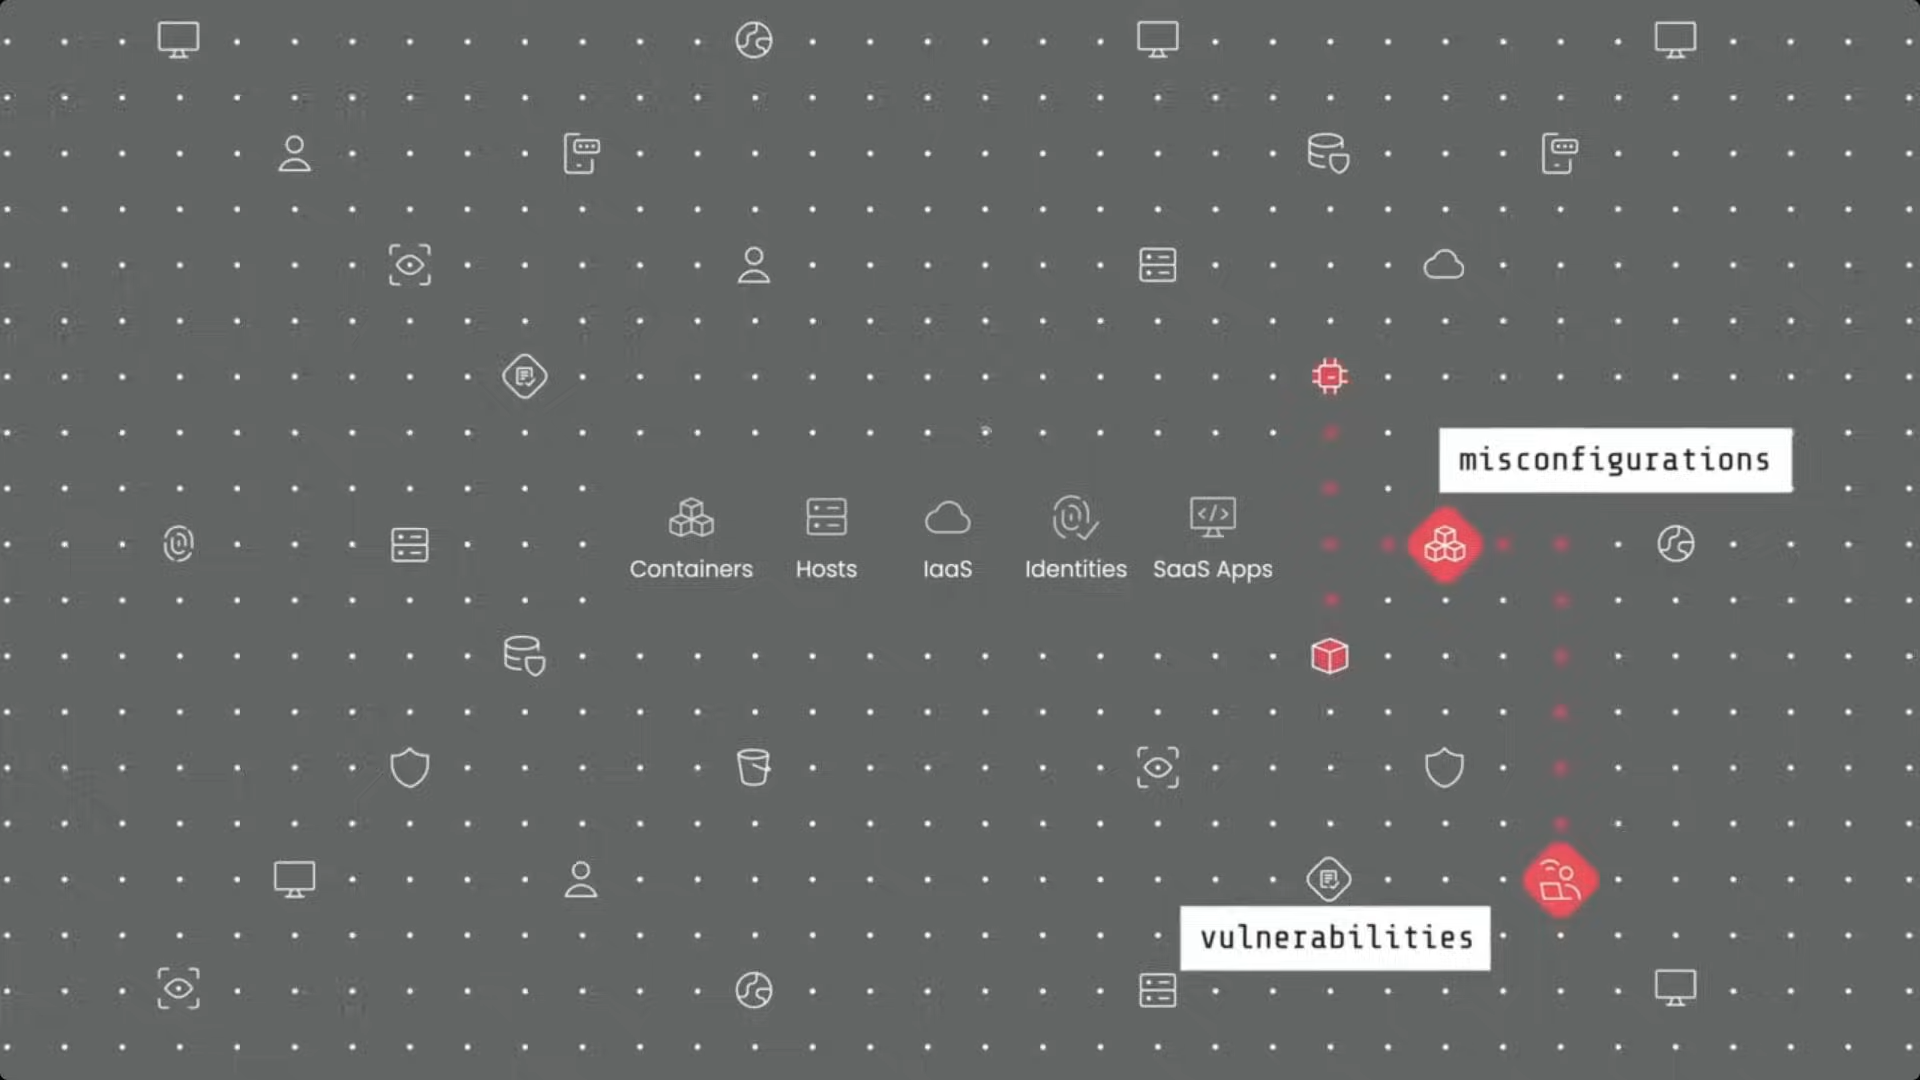 misconfigurations
Containers Hosts IaaS Identities SaaS Apps
vulnerabilities